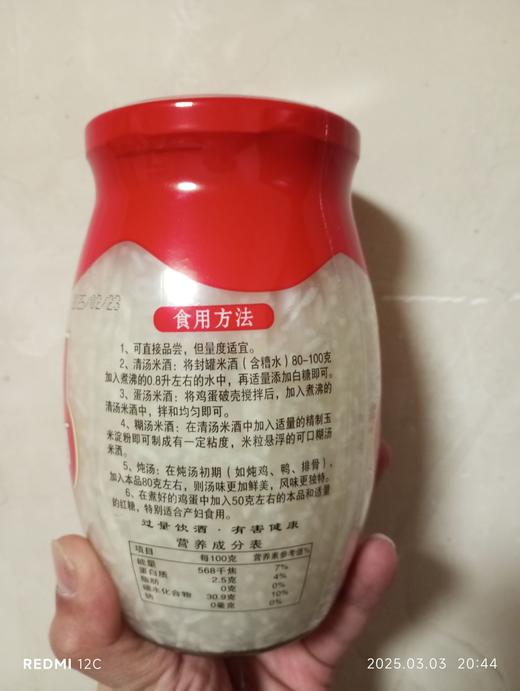 25/02/23
食用方法
1、可直接品尝，但量度适宜。
2、清汤米酒：将封罐米酒（含槽水）80-100克
加入煮沸的0.8升左右的水中，再适量添加白糖即可。
3、蛋汤米酒：将鸡蛋破壳搅拌后，加入煮沸的
清汤米酒中，拌和均匀即可。
4、糊汤米酒：在清汤米酒中加入适量的精制玉
米淀粉即可制成有一定粘度，米粒悬浮的可口糊汤
米酒。
5、炖汤：在炖汤初期（如炖鸡、鸭、排骨），
加入本品80克左右，则汤味更加鲜美，风味更独特。
6、在煮好的鸡蛋中加入50克左右的本品和适量
的红糖，特别适合产妇食用。
过量饮酒·有害健康
营养成分表
项目 每100克 营养素参考值%
能量 568千焦 7%
蛋白质 2.5克 4%
脂肪 0克 0%
碳水化合物 30.9克 10%
钠 0毫克 0%
REDMI 12C
2025.03.03 20:44